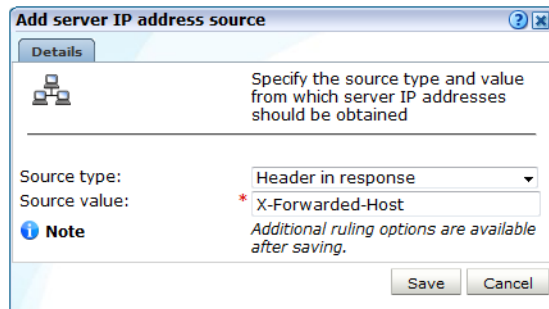 Add server IP address source
Details
Specify the source type and value
from which server IP addresses
should be obtained
Source type: Header in response
Source value: * X-Forwarded-Host
Note Additional ruling options are available
after saving.
Save Cancel